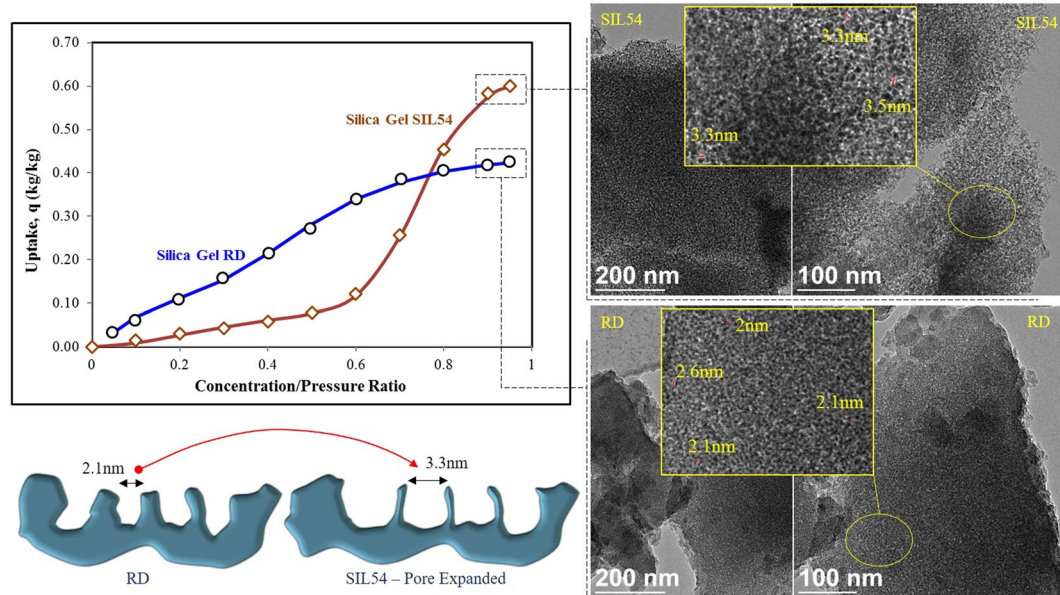 0.70
0.60
0.50
0.40
0.30
0.20
0.10
0.00
Uptake, q (kg/kg)
Silica Gel SIL54
Silica Gel RD
0
0.2
0.4
0.6
0.8
1
Concentration/Pressure Ratio
2.1nm
3.3nm
RD
SIL54 – Pore Expanded
SIL54
SIL54
3.3nm
3.5nm
3.3nm
200 nm
100 nm
RD
RD
2nm
2.6nm
2.1nm
2.1nm
200 nm
100 nm